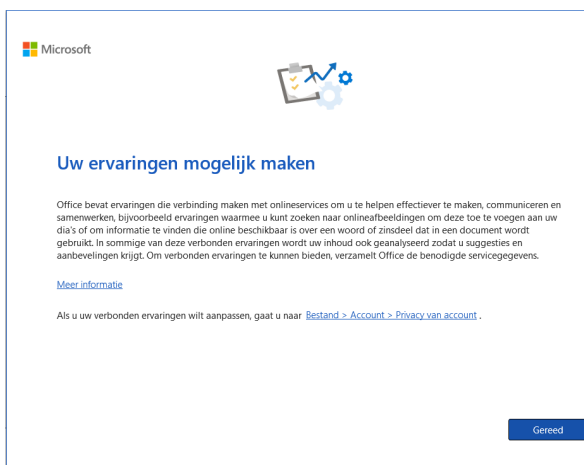 Microsoft
Uw ervaringen mogelijk maken
Office bevat ervaringen die verbinding maken met onlineservices om u te helpen effectiever te maken, communiceren en
samenwerken, bijvoorbeeld ervaringen waarmee u kunt zoeken naar onlineafbeeldingen om deze toe te voegen aan uw
dia's of om informatie te vinden die online beschikbaar is over een woord of zinsdeel dat in een document wordt
gebruikt. In sommige van deze verbonden ervaringen wordt uw inhoud ook geanalyseerd zodat u suggesties en
aanbevelingen krijgt. Om verbonden ervaringen te kunnen bieden, verzamelt Office de benodigde servicegegevens.
Meer informatie
Als u uw verbonden ervaringen wilt aanpassen, gaat u naar Bestand > Account > Privacy van account .
Gereed